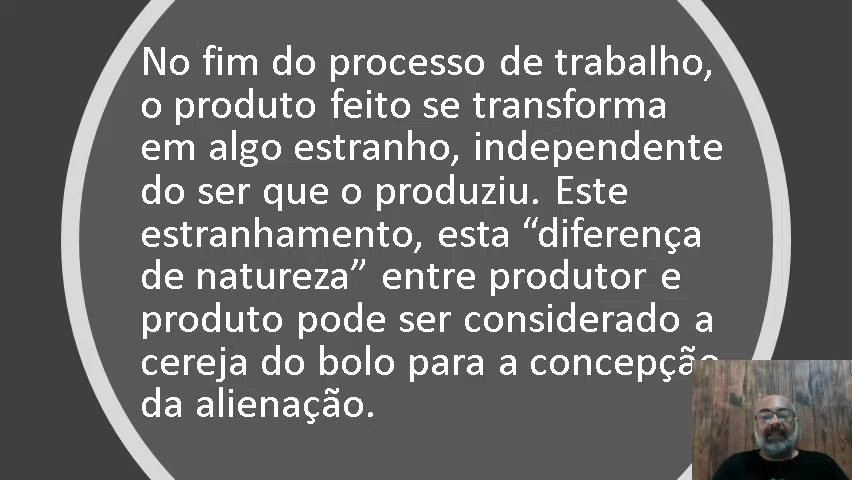 No fim do processo de trabalho,
o produto feito se transforma
em algo estranho, independente
do ser que o produziu. Este
estranhamento, esta “diferença
de natureza” entre produtor e
produto pode ser considerado a
cereja do bolo para a concepção
da alienação.